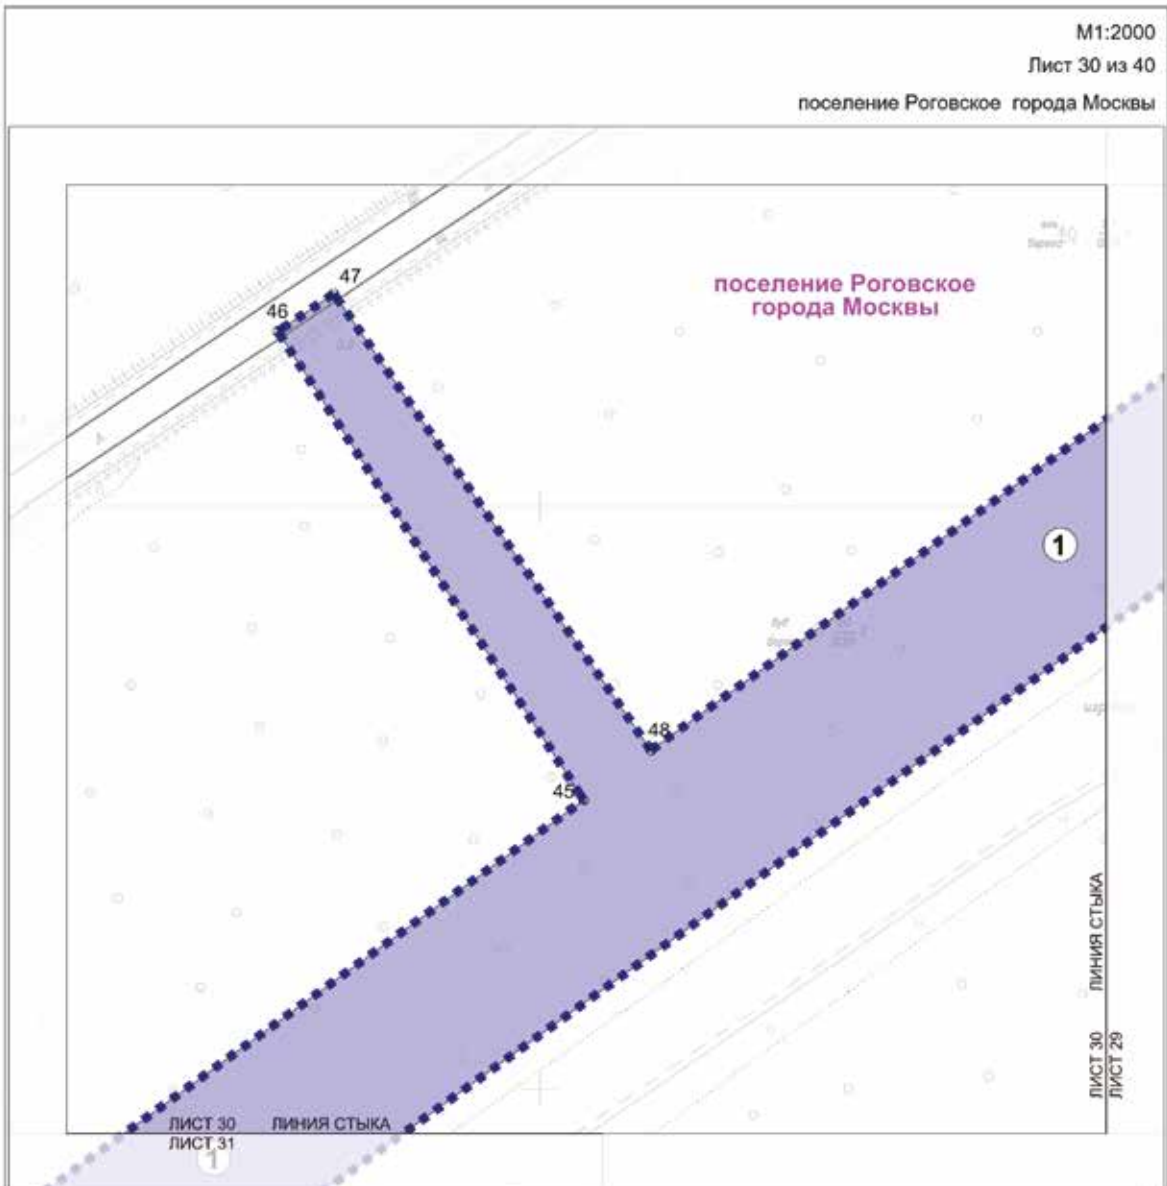 М1:2000
Лист 30 из 40
поселение Роговское города Москвы
47
46
поселение Роговское
города Москвы
1
48
45
ЛИНИЯ СТЫКА
ЛИСТ 30
ЛИСТ 29
ЛИСТ 30 ЛИНИЯ СТЫКА
ЛИСТ 31
1